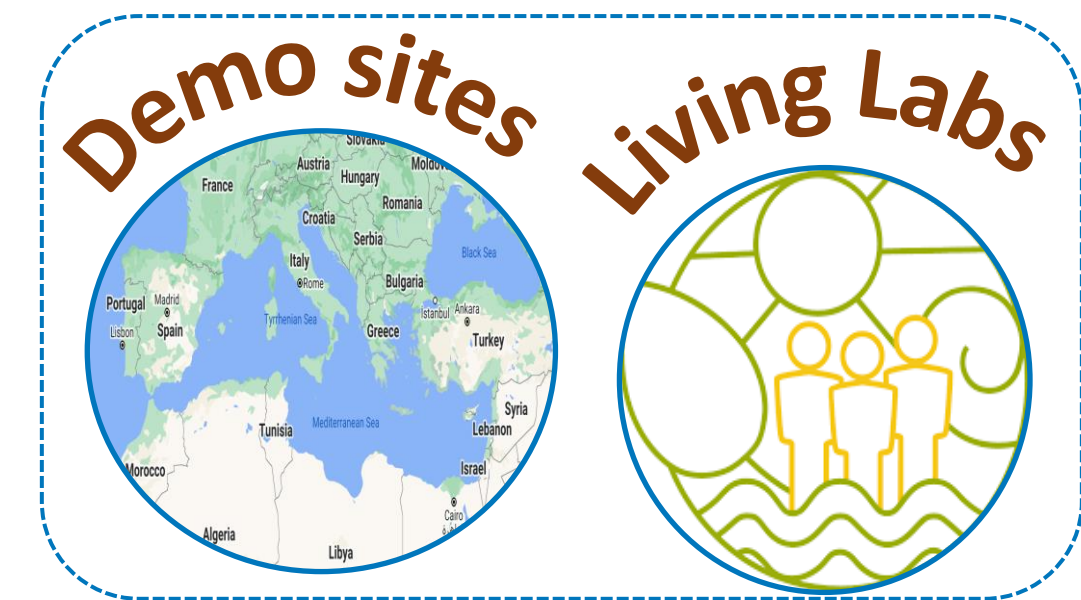 Demo sites
Living Labs
Slovakia
Austria
Moldov
Hungary
France
Romania
Croatia
Serbia
Black Sea
Italy
Rome
Bulgaria
Portugal
Madrid
Istanbul
Ankara
Tyrrhenian Sea
Lisbon
Spain
Greece
Turkey
Syria
Mediterranean Sea
Tunisia
Lebanon
Morocco
Israel
Cairo
Algeria
Libya